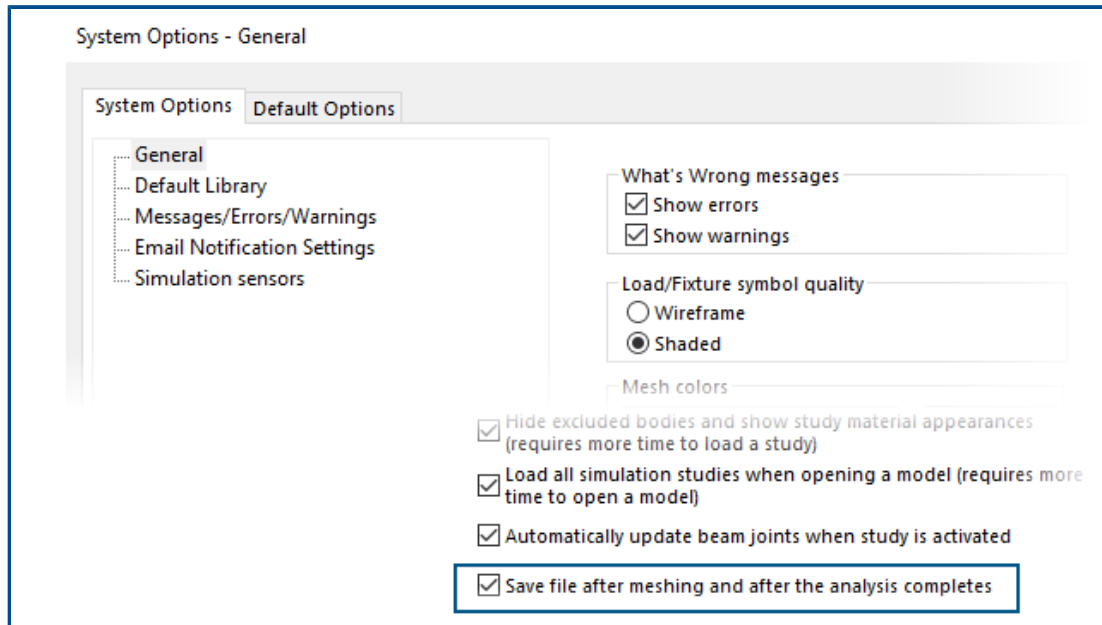 System Options - General
System Options
Default Options
General
Default Library
Messages/Errors/Warnings
Email Notification Settings
Simulation sensors
What's Wrong messages
Show errors
Show warnings
Load/Fixture symbol quality
Wireframe
Shaded
Mesh colors
Hide excluded bodies and show study material appearances
(requires more time to load a study)
Load all simulation studies when opening a model (requires more
time to open a model)
Automatically update beam joints when study is activated
Save file after meshing and after the analysis completes